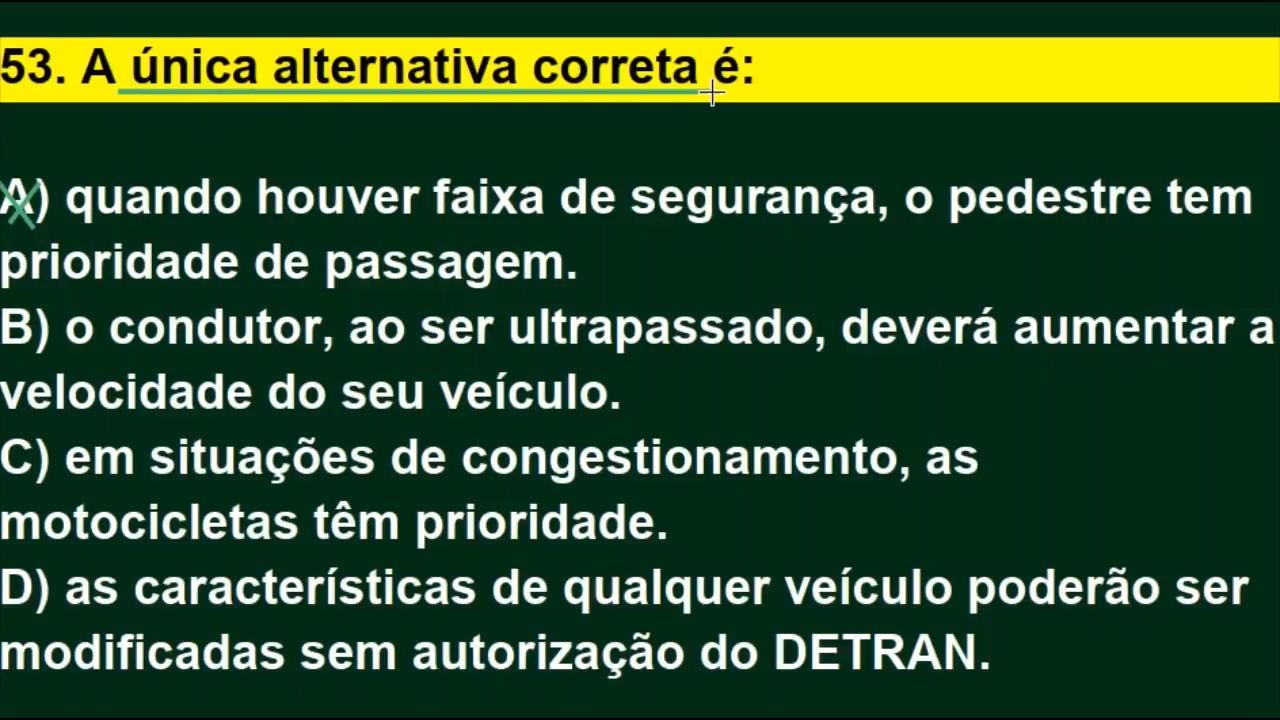 53. A única alternativa correta é:
A) quando houver faixa de segurança, o pedestre tem
prioridade de passagem.
B) o condutor, ao ser ultrapassado, deverá aumentar a
velocidade do seu veículo.
C) em situações de congestionamento, as
motocicletas têm prioridade.
D) as características de qualquer veículo poderão ser
modificadas sem autorização do DETRAN.